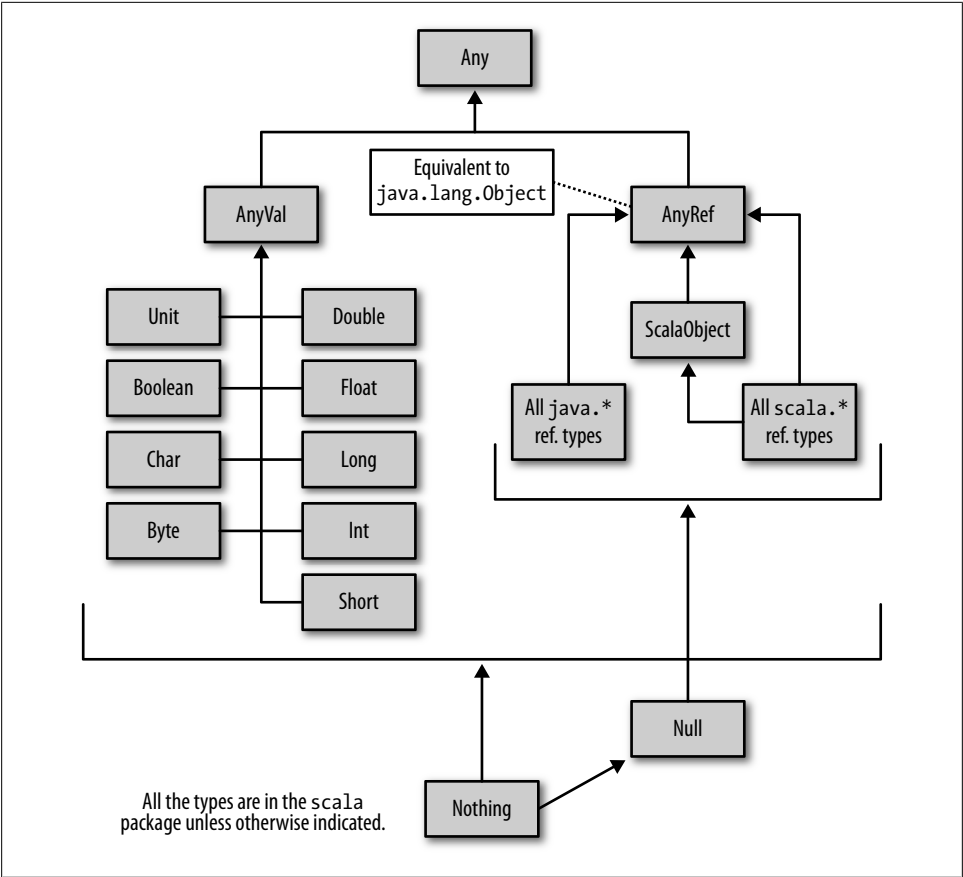 Any
Equivalent to
java.lang.Object
AnyVal
AnyRef
Unit
Double
ScalaObject
Boolean
Float
All java.*
ref. types
All scala.*
ref. types
Char
Long
Byte
Int
Short
Null
Nothing
All the types are in the scala
package unless otherwise indicated.